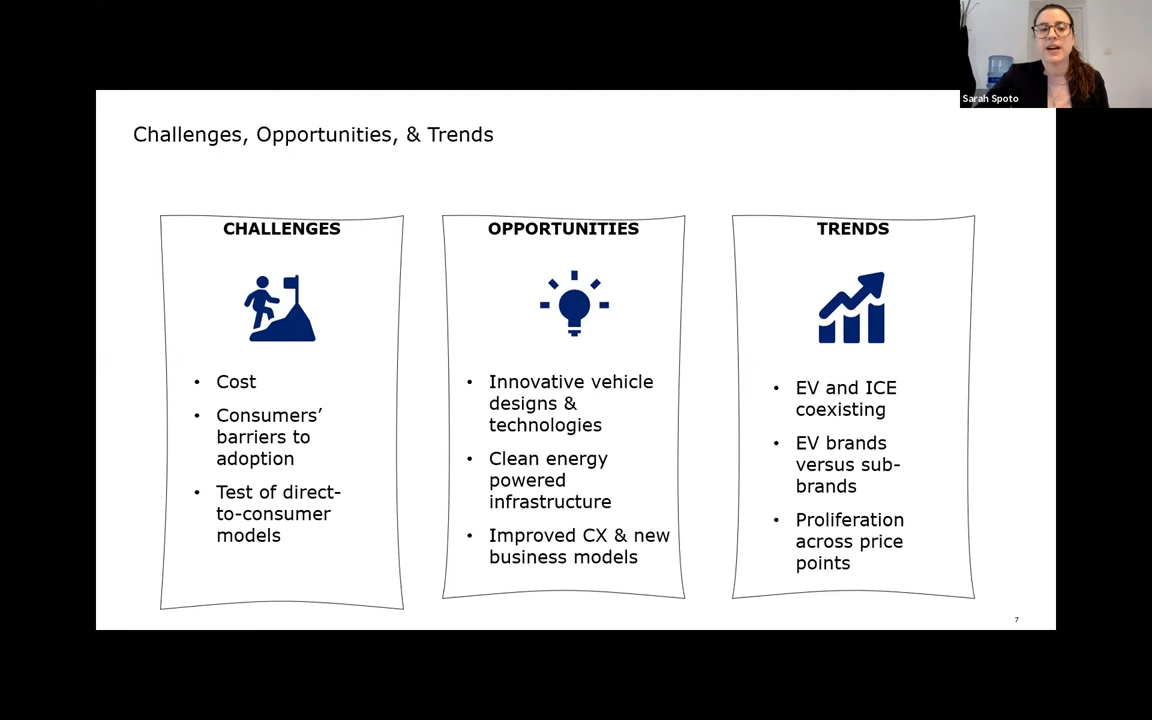 Sarah Spoto
Challenges, Opportunities, & Trends
CHALLENGES
• Cost
• Consumers’
barriers to
adoption
• Test of direct-
to-consumer
models
OPPORTUNITIES
• Innovative vehicle
designs &
technologies
• Clean energy
powered
infrastructure
• Improved CX & new
business models
TRENDS
• EV and ICE
coexisting
• EV brands
versus sub-
brands
• Proliferation
across price
points
7